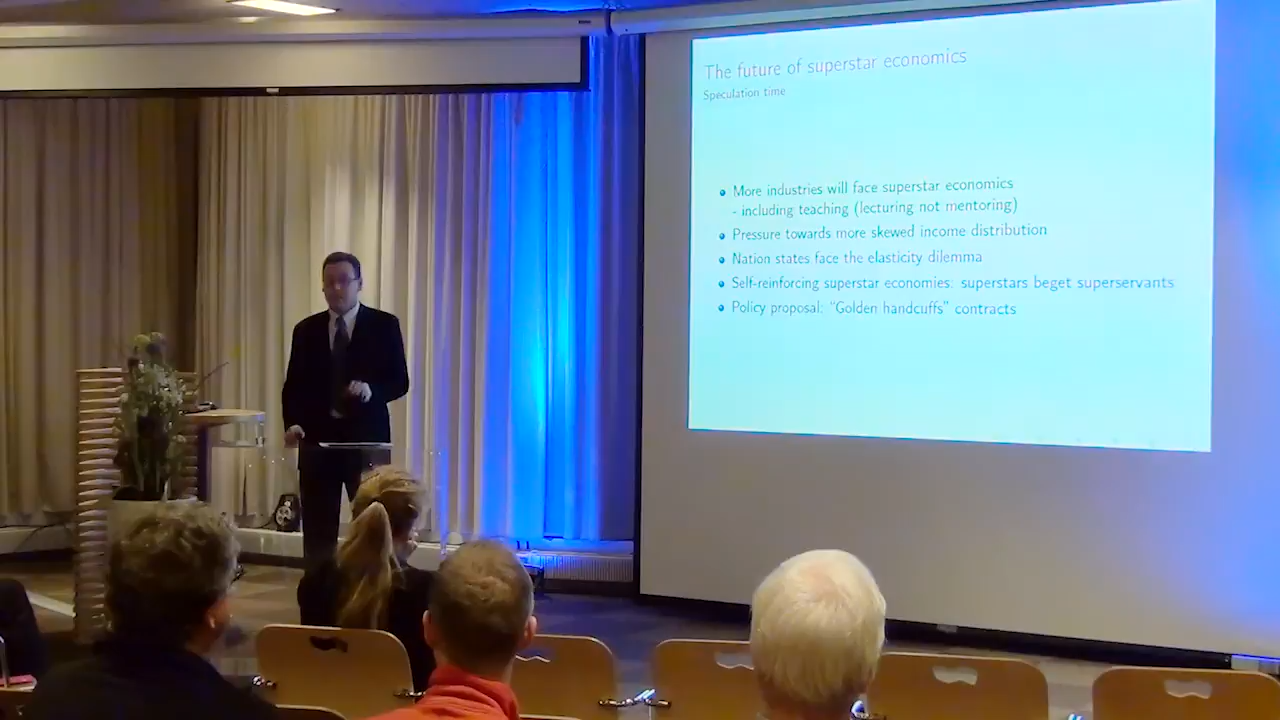 The future of superstar economics
Speculation time
More industries will face superstar economics
- including teaching (lecturing not mentoring)
Pressure towards more skewed income distribution
Nation states face the elasticity dilemma
Self-reinforcing superstar economies: superstars beget superservants
Policy proposal: “Golden handcuffs” contracts